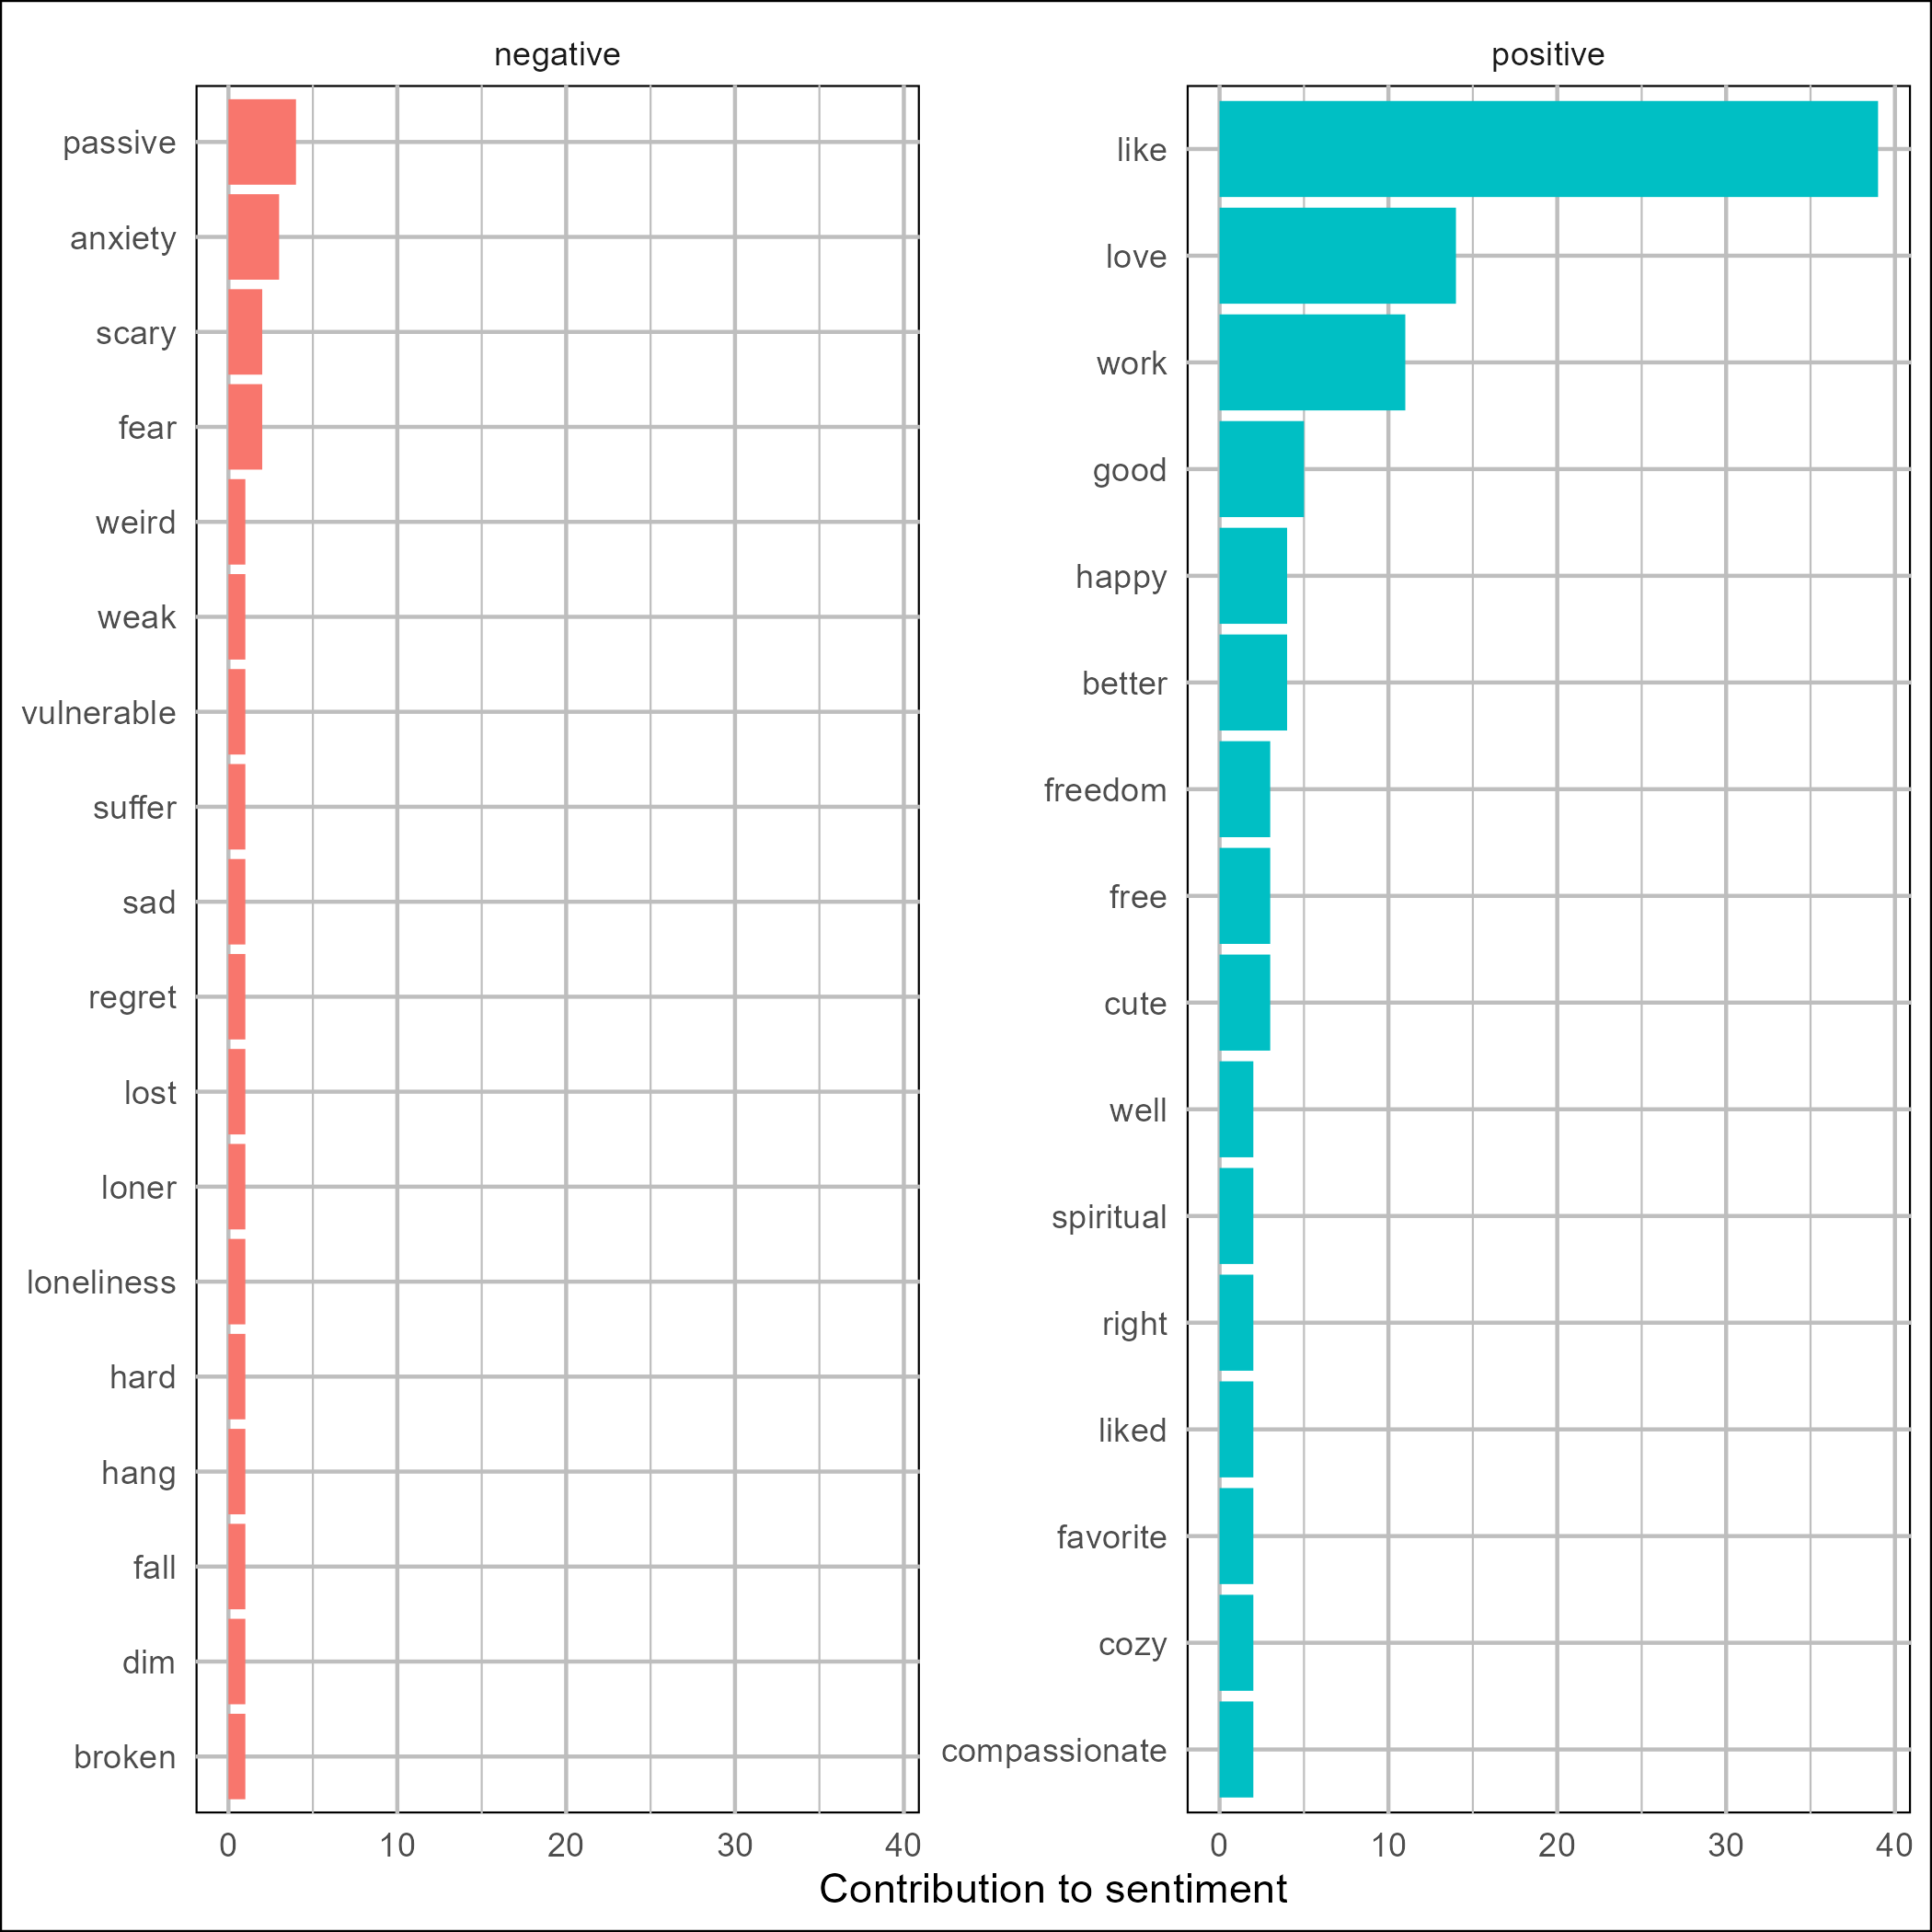 negative
passive
anxiety
scary
fear
weird
weak
vulnerable
suffer
sad
regret
lost
loner
loneliness
hard
hang
fall
dim
broken
0 10 20 30 40
positive
like
love
work
good
happy
better
freedom
free
cute
well
spiritual
right
liked
favorite
cozy
compassionate
0 10 20 30 40
Contribution to sentiment